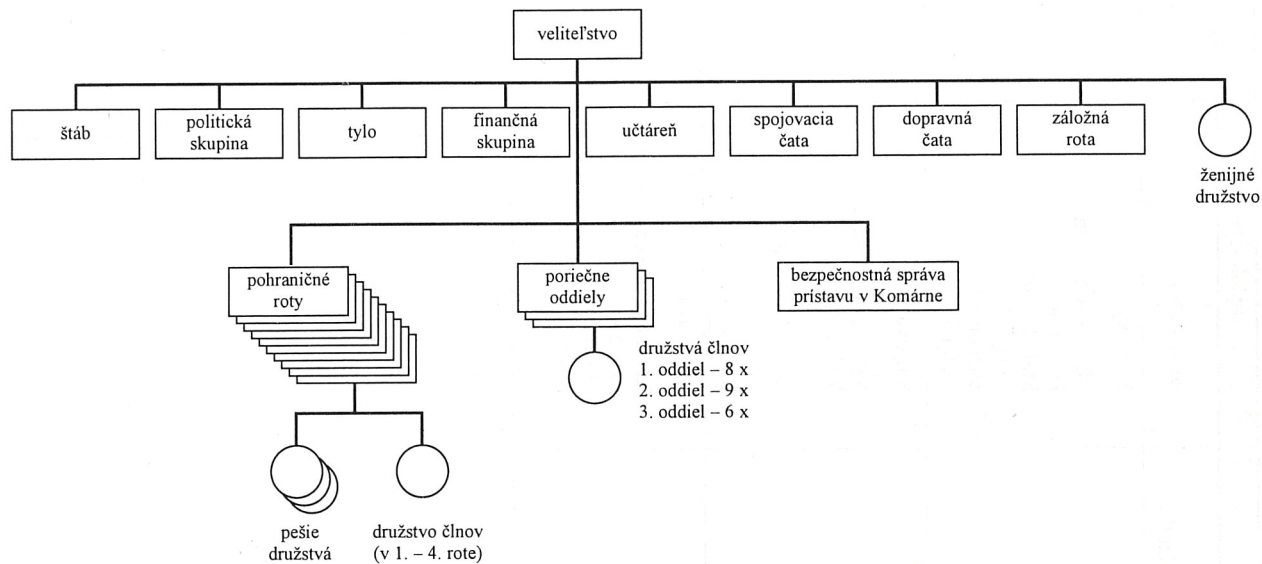 veliteľstvo
štáb
politická
skupina
tylo
finančná
skupina
učtáreň
spojovacia
čata
dopravná
čata
záložná
rota
ženijné
družstvo
pohraničné
roty
poriečne
oddiely
bezpečnostná správa
prístavu v Komárne
družstvá člnov
1. oddiel – 8 x
2. oddiel – 9 x
3. oddiel – 6 x
pešie
družstvá
družstvo člnov
(v 1. – 4. rote)